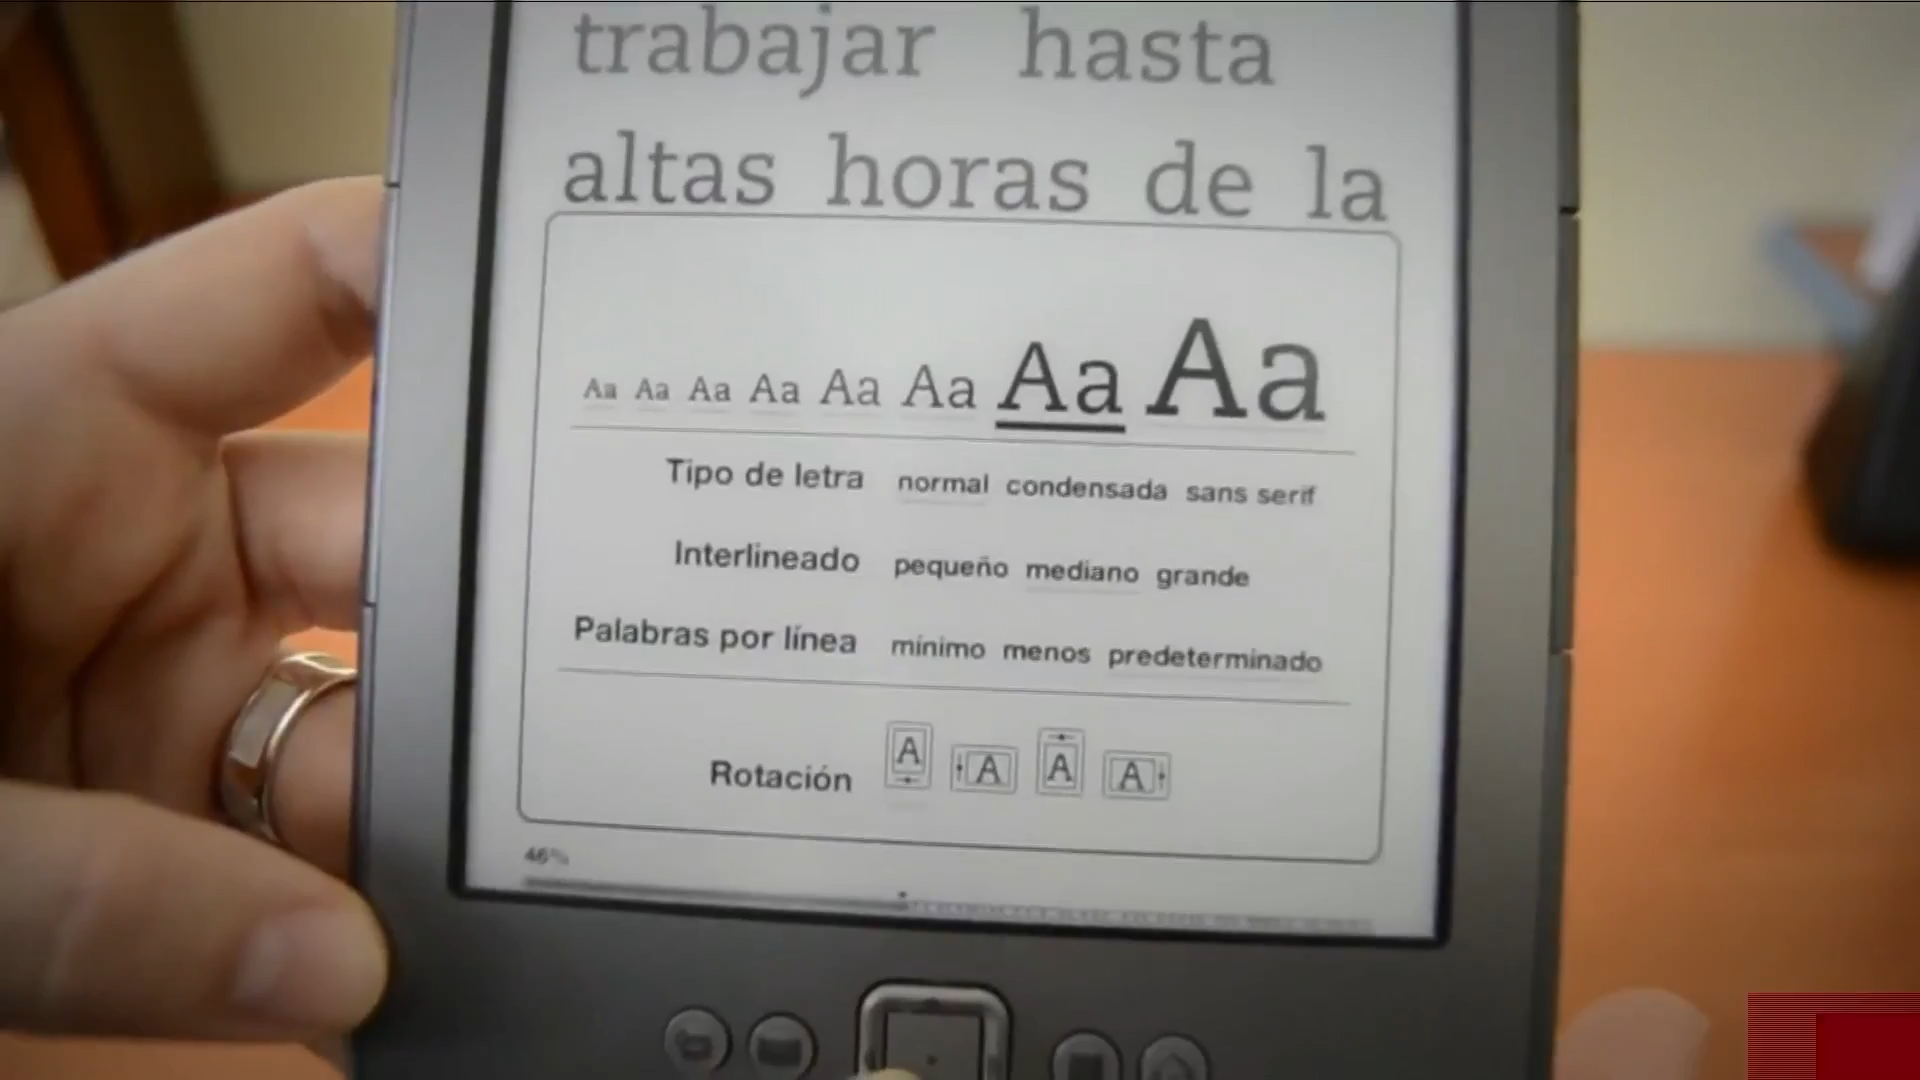 trabajar hasta
altas horas de la
Aa Aa Aa Aa Aa Aa Aa Aa
Tipo de letra normal condensada sans serif
Interlineado pequeño mediano grande
Palabras por línea mínimo menos predeterminado
Rotación A A A A
46%